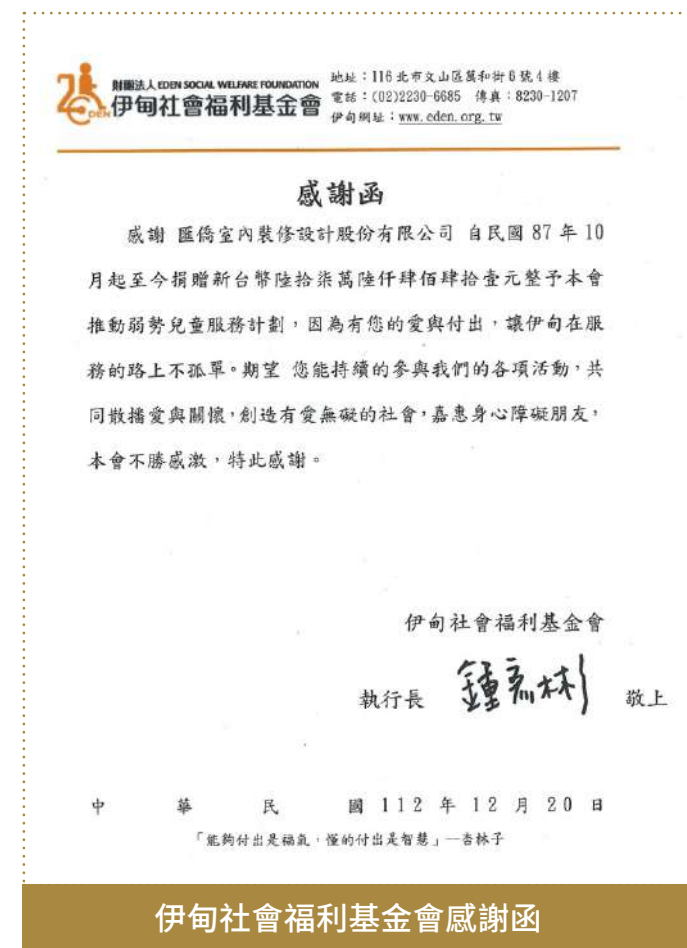 財團法人 EDEN SOCIAL WELFARE FOUNDATION
伊甸社會福利基金會
EDEN
地址：116 北市文山區萬和街 6 號 4 樓
電話：(02)2230-6685 傳真：8230-1207
伊甸網址：www.eden.org.tw
感謝函
感謝 匯僑室內裝修設計股份有限公司 自民國 87 年 10
月起至今捐贈新台幣陸拾柒萬陸仟肆佰肆拾壹元整予本會
推動弱勢兒童服務計劃，因為有您的愛與付出，讓伊甸在服
務的路上不孤單。期望 您能持續的參與我們的各項活動，共
同散播愛與關懷，創造有愛無礙的社會，嘉惠身心障礙朋友，
本會不勝感激，特此感謝。
伊甸社會福利基金會
執行長 敬上
中華民國 112 年 12 月 20 日
「能夠付出是福氣，懂的付出是智慧」—杏林子
伊甸社會福利基金會感謝函